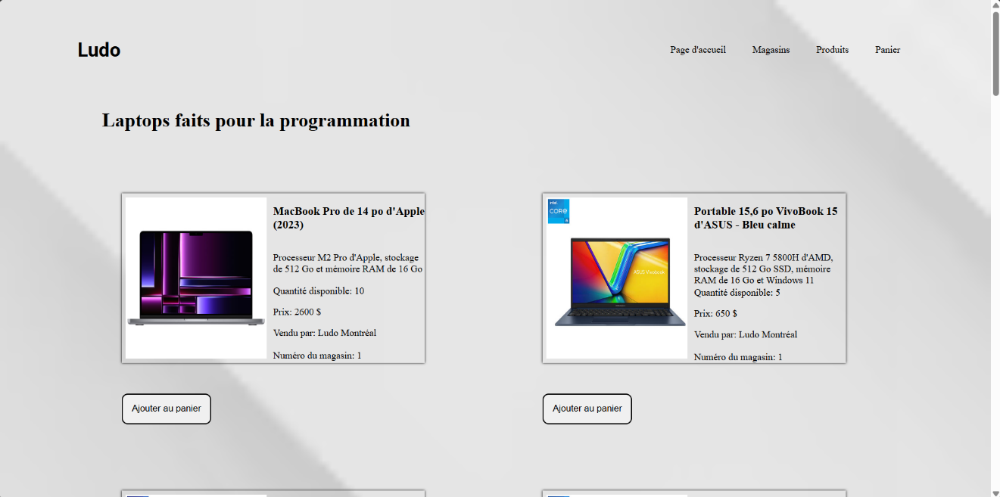 Ludo
Page d'accueil
Magasins
Produits
Panier
Laptops faits pour la programmation
MacBook Pro de 14 po d'Apple
(2023)
Processeur M2 Pro d'Apple, stockage
de 512 Go et mémoire RAM de 16 Go
Quantité disponible: 10
Prix: 2600 $
Vendu par: Ludo Montréal
Numéro du magasin: 1
Ajouter au panier
intel
CORE
ASUS Vivobook
Portable 15,6 po VivoBook 15
d'ASUS - Bleu calme
Processeur Ryzen 7 5800H d'AMD,
stockage de 512 Go SSD, mémoire
RAM de 16 Go et Windows 11
Quantité disponible: 5
Prix: 650 $
Vendu par: Ludo Montréal
Numéro du magasin: 1
Ajouter au panier